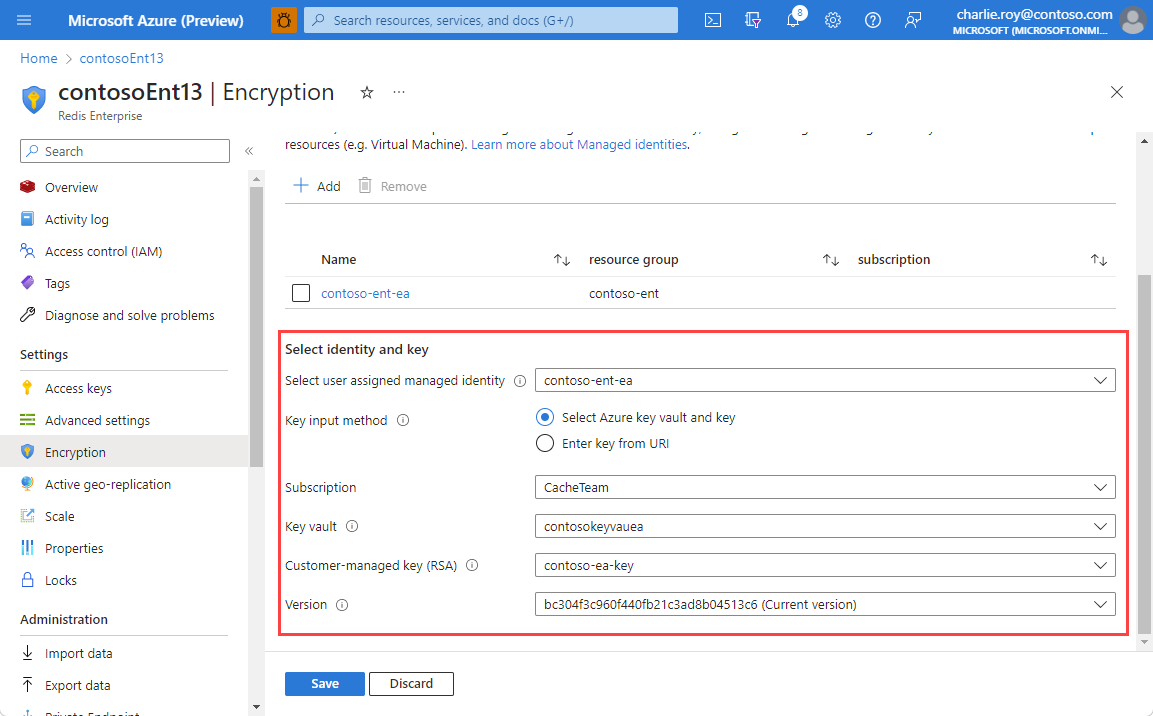 Microsoft Azure (Preview)
Search resources, services, and docs (G+/)
8
charlie.roy@contoso.com
MICROSOFT (MICROSOFT.ONMI...
Home > contosoEnt13
contosoEnt13 | Encryption
Redis Enterprise
Search
Overview
Activity log
Access control (IAM)
Tags
Diagnose and solve problems
Settings
Access keys
Advanced settings
Encryption
Active geo-replication
Scale
Properties
Locks
Administration
Import data
Export data
Private Endpoint
resources (e.g. Virtual Machine). Learn more about Managed identities.
Add
Remove
Name resource group subscription
contoso-ent-ea contoso-ent
Select identity and key
Select user assigned managed identity contoso-ent-ea
Key input method Select Azure key vault and key
Enter key from URI
Subscription CacheTeam
Key vault contosokeyvauea
Customer-managed key (RSA) contoso-ea-key
Version bc304f3c960f440fb21c3ad8b04513c6 (Current version)
Save
Discard